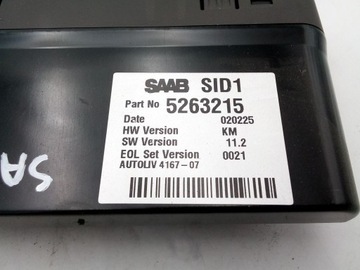 SAAB SID1
Part No 5263215
Date 020225
HW Version KM
SW Version 11.2
EOL Set Version 0021
AUTOLIV 4167-07
SA